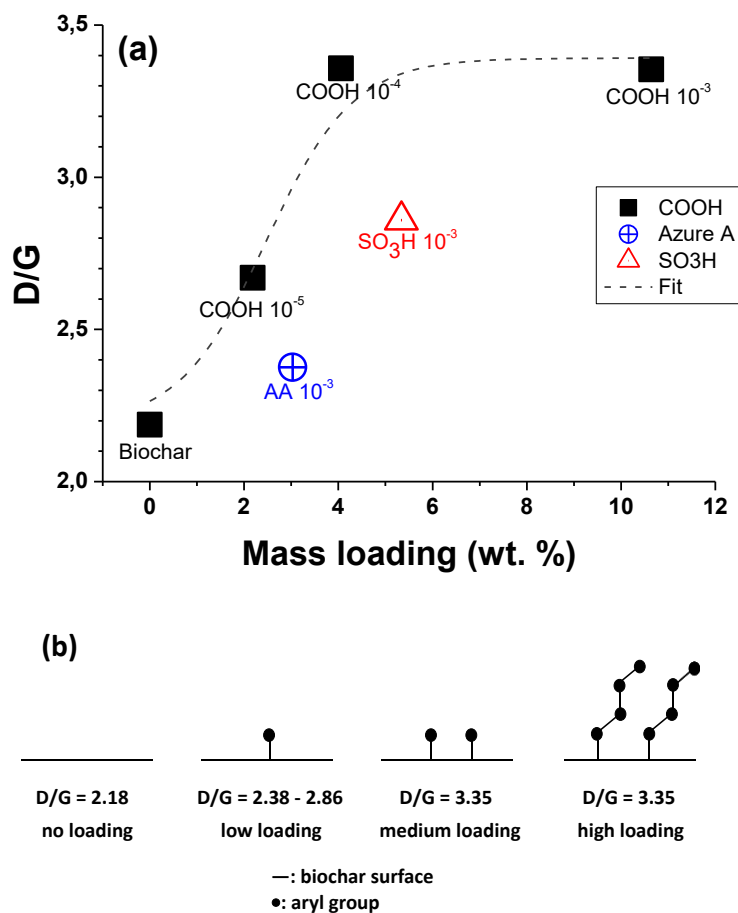 (a)
3,5
3,0
2,5
2,0
D/G
COOH 10-4
COOH 10-3
SO3H 10-3
COOH 10-5
AA 10-3
Biochar
COOH
Azure A
SO3H
Fit
0 2 4 6 8 10 12
Mass loading (wt. %)
(b)
D/G = 2.18 D/G = 2.38 - 2.86 D/G = 3.35 D/G = 3.35
no loading low loading medium loading high loading
—: biochar surface
●: aryl group